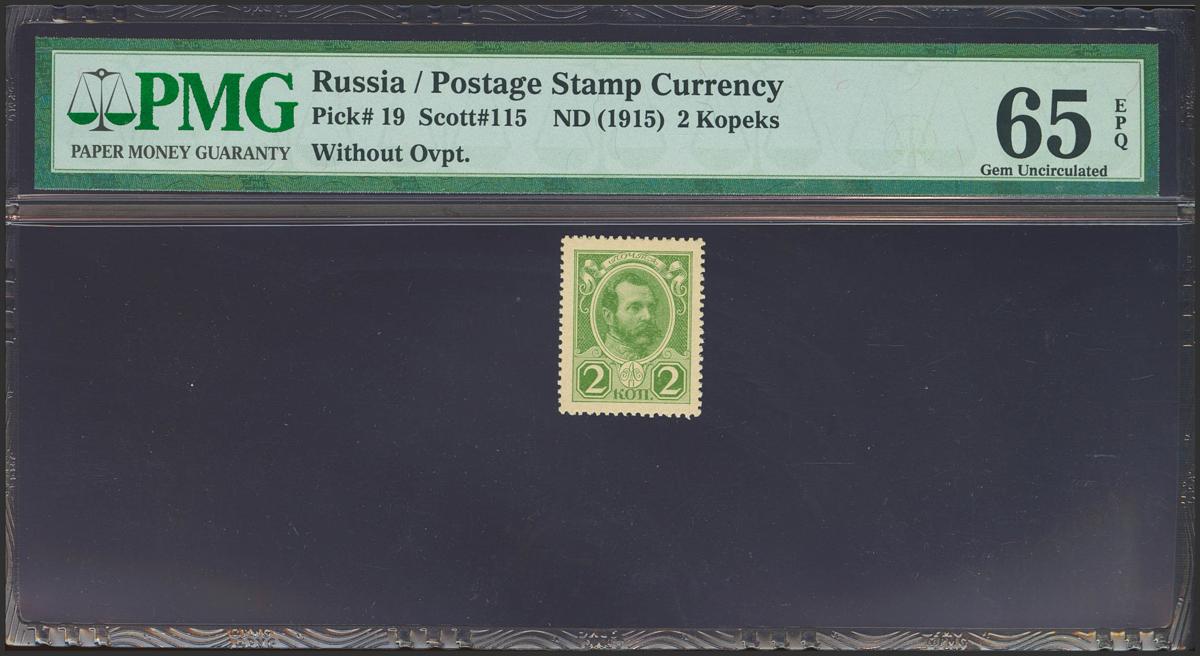 PMG
PAPER MONEY GUARANTY
Russia / Postage Stamp Currency
Pick# 19 Scott#115 ND (1915) 2 Kopeks
Without Ovpt.
65
EPQ
Gem Uncirculated
ПОЧТА
2 2
КОП.